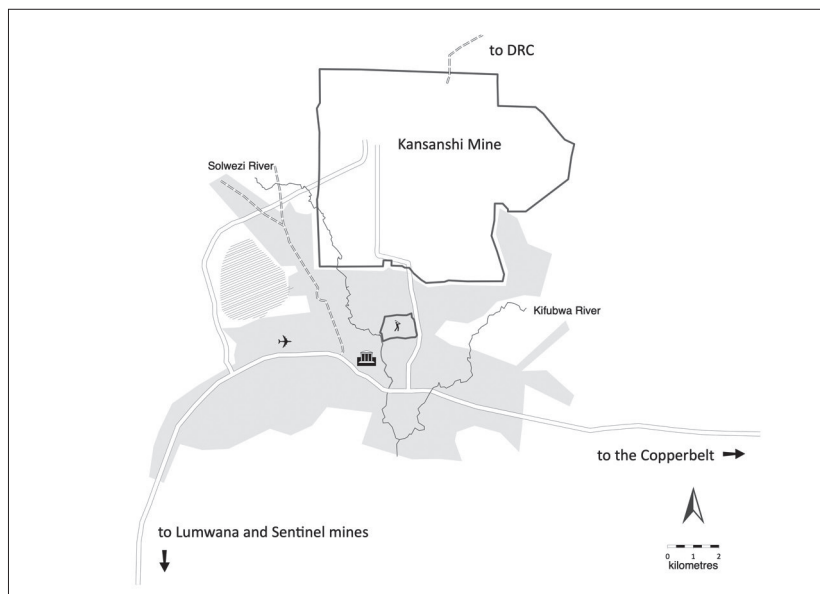 to DRC
Kansanshi Mine
Solwezi River
Kifubwa River
to the Copperbelt
to Lumwana and Sentinel mines
0 1 2
kilometres